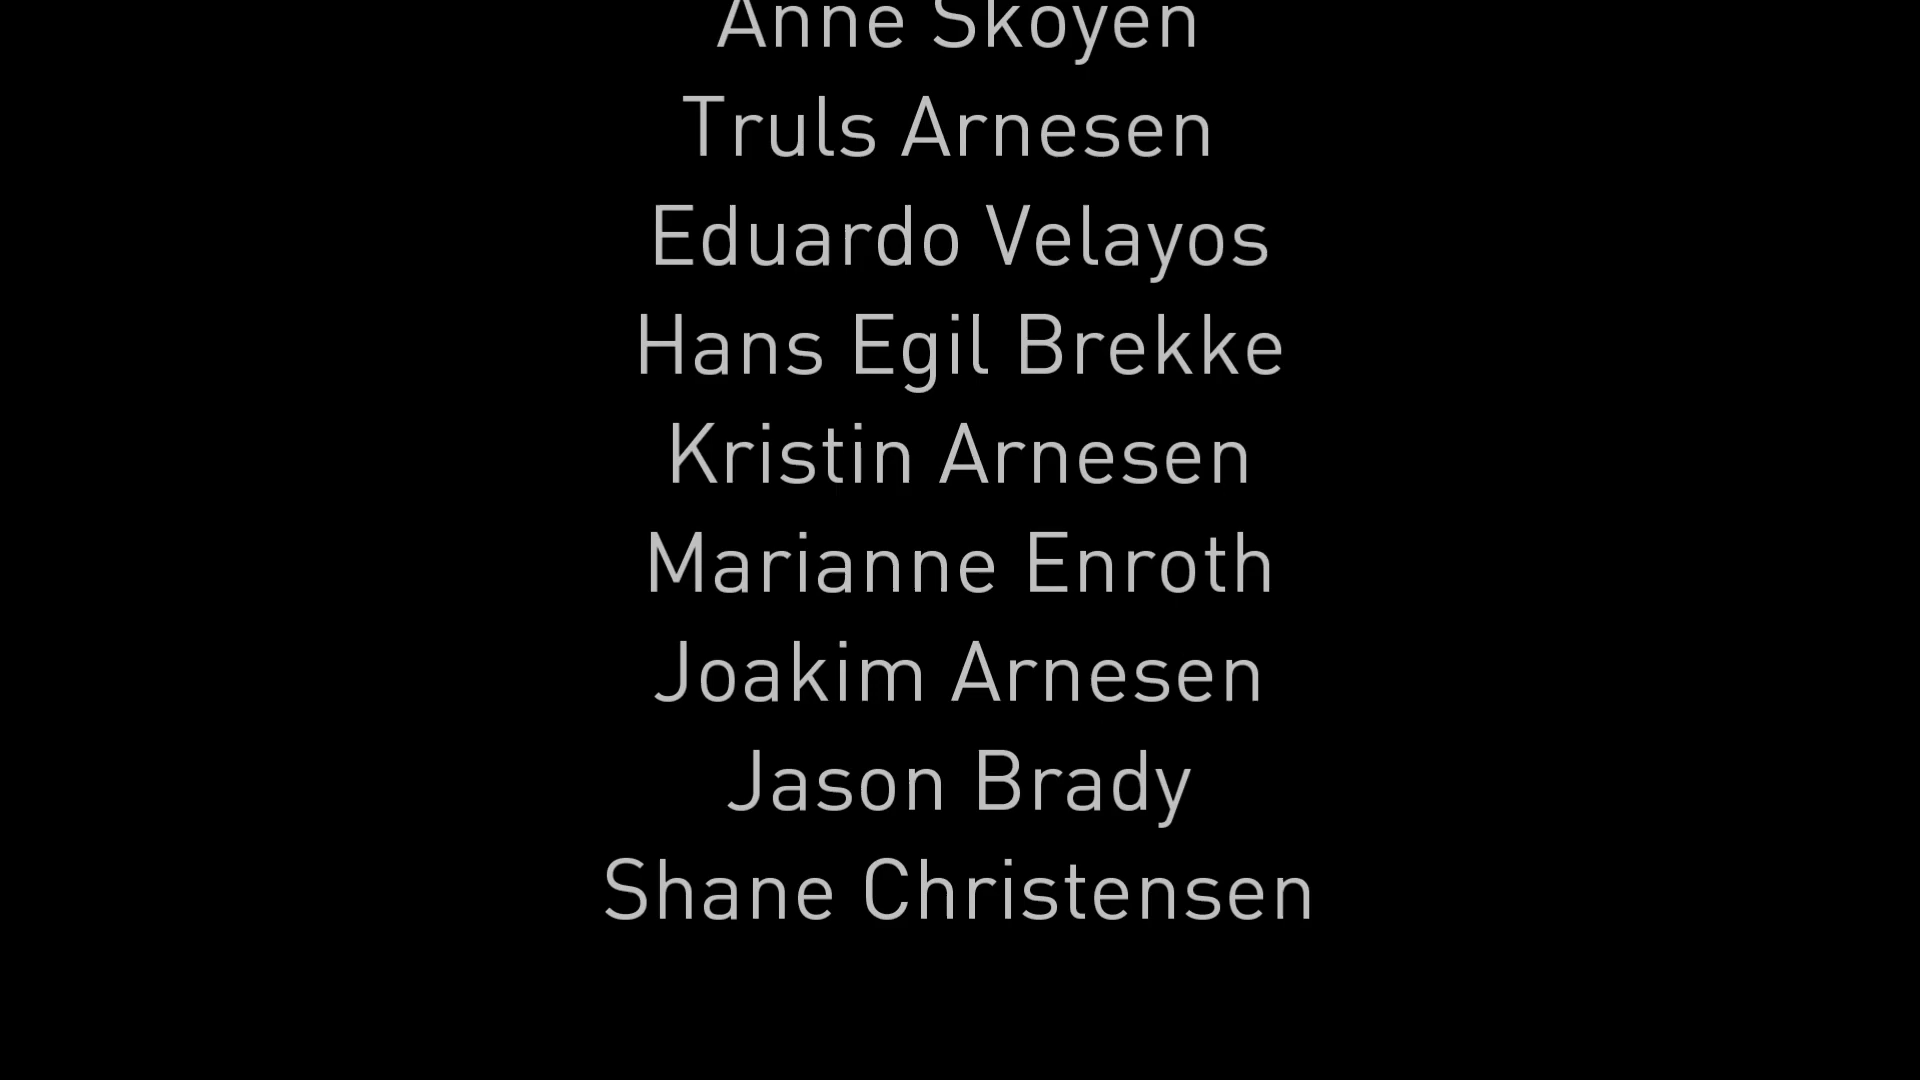 Anne Skoyen
Truls Arnesen
Eduardo Velayos
Hans Egil Brekke
Kristin Arnesen
Marianne Enroth
Joakim Arnesen
Jason Brady
Shane Christensen